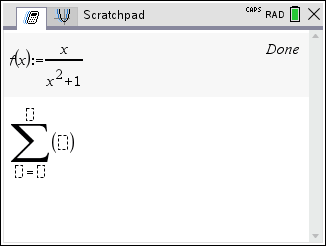 Scratchpad CAPS RAD
f(x):=x/(x²+1) Done
∑(▯)
▯=▯